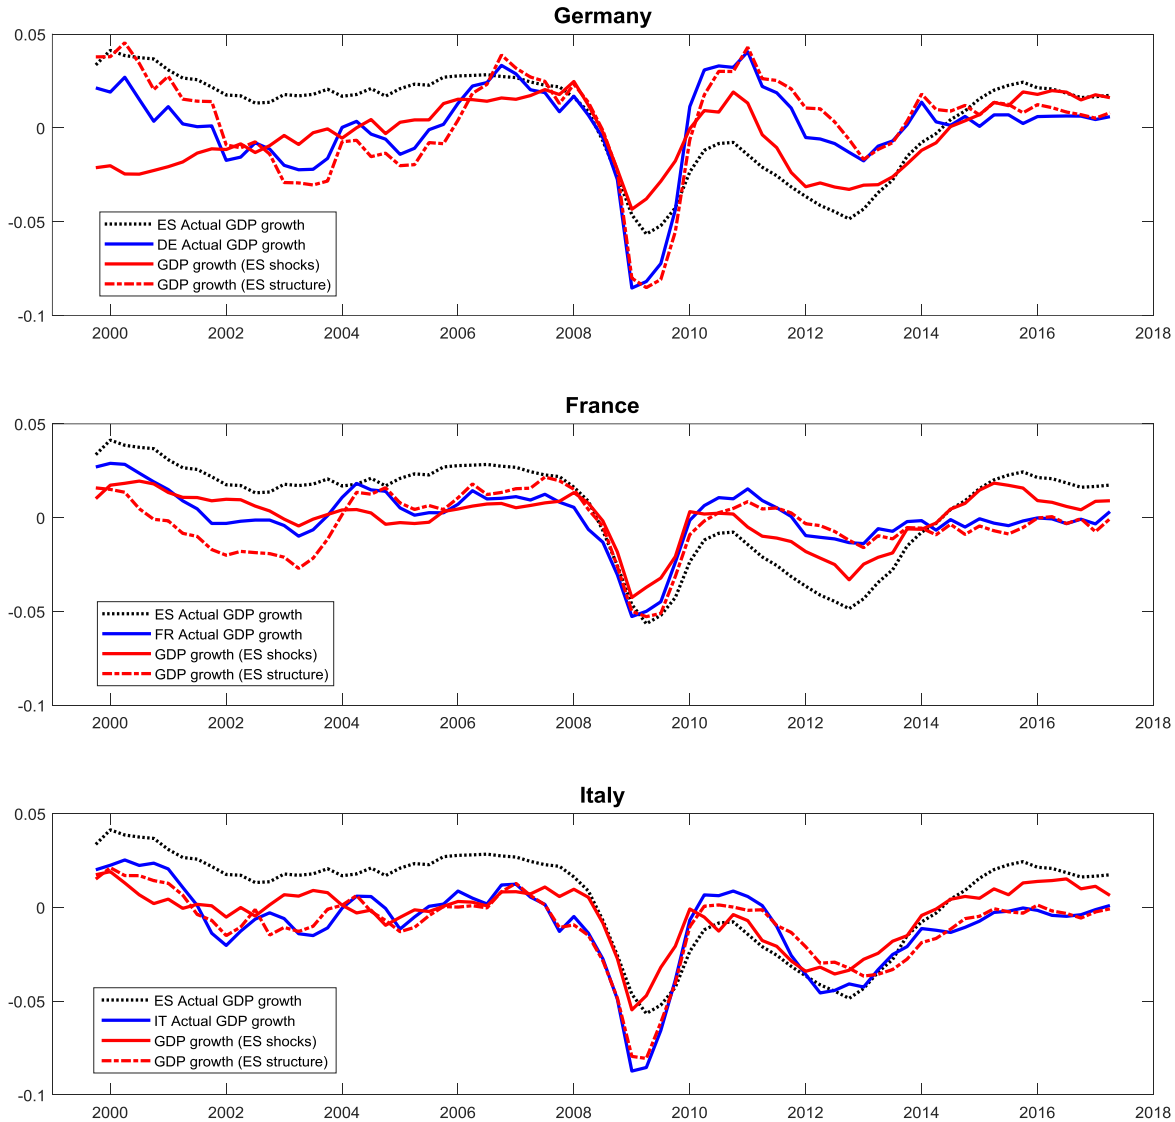 Germany
0.05
0
-0.05
-0.1
ES Actual GDP growth
DE Actual GDP growth
GDP growth (ES shocks)
GDP growth (ES structure)
2000 2002 2004 2006 2008 2010 2012 2014 2016 2018
France
0.05
0
-0.05
-0.1
ES Actual GDP growth
FR Actual GDP growth
GDP growth (ES shocks)
GDP growth (ES structure)
2000 2002 2004 2006 2008 2010 2012 2014 2016 2018
Italy
0.05
0
-0.05
-0.1
ES Actual GDP growth
IT Actual GDP growth
GDP growth (ES shocks)
GDP growth (ES structure)
2000 2002 2004 2006 2008 2010 2012 2014 2016 2018